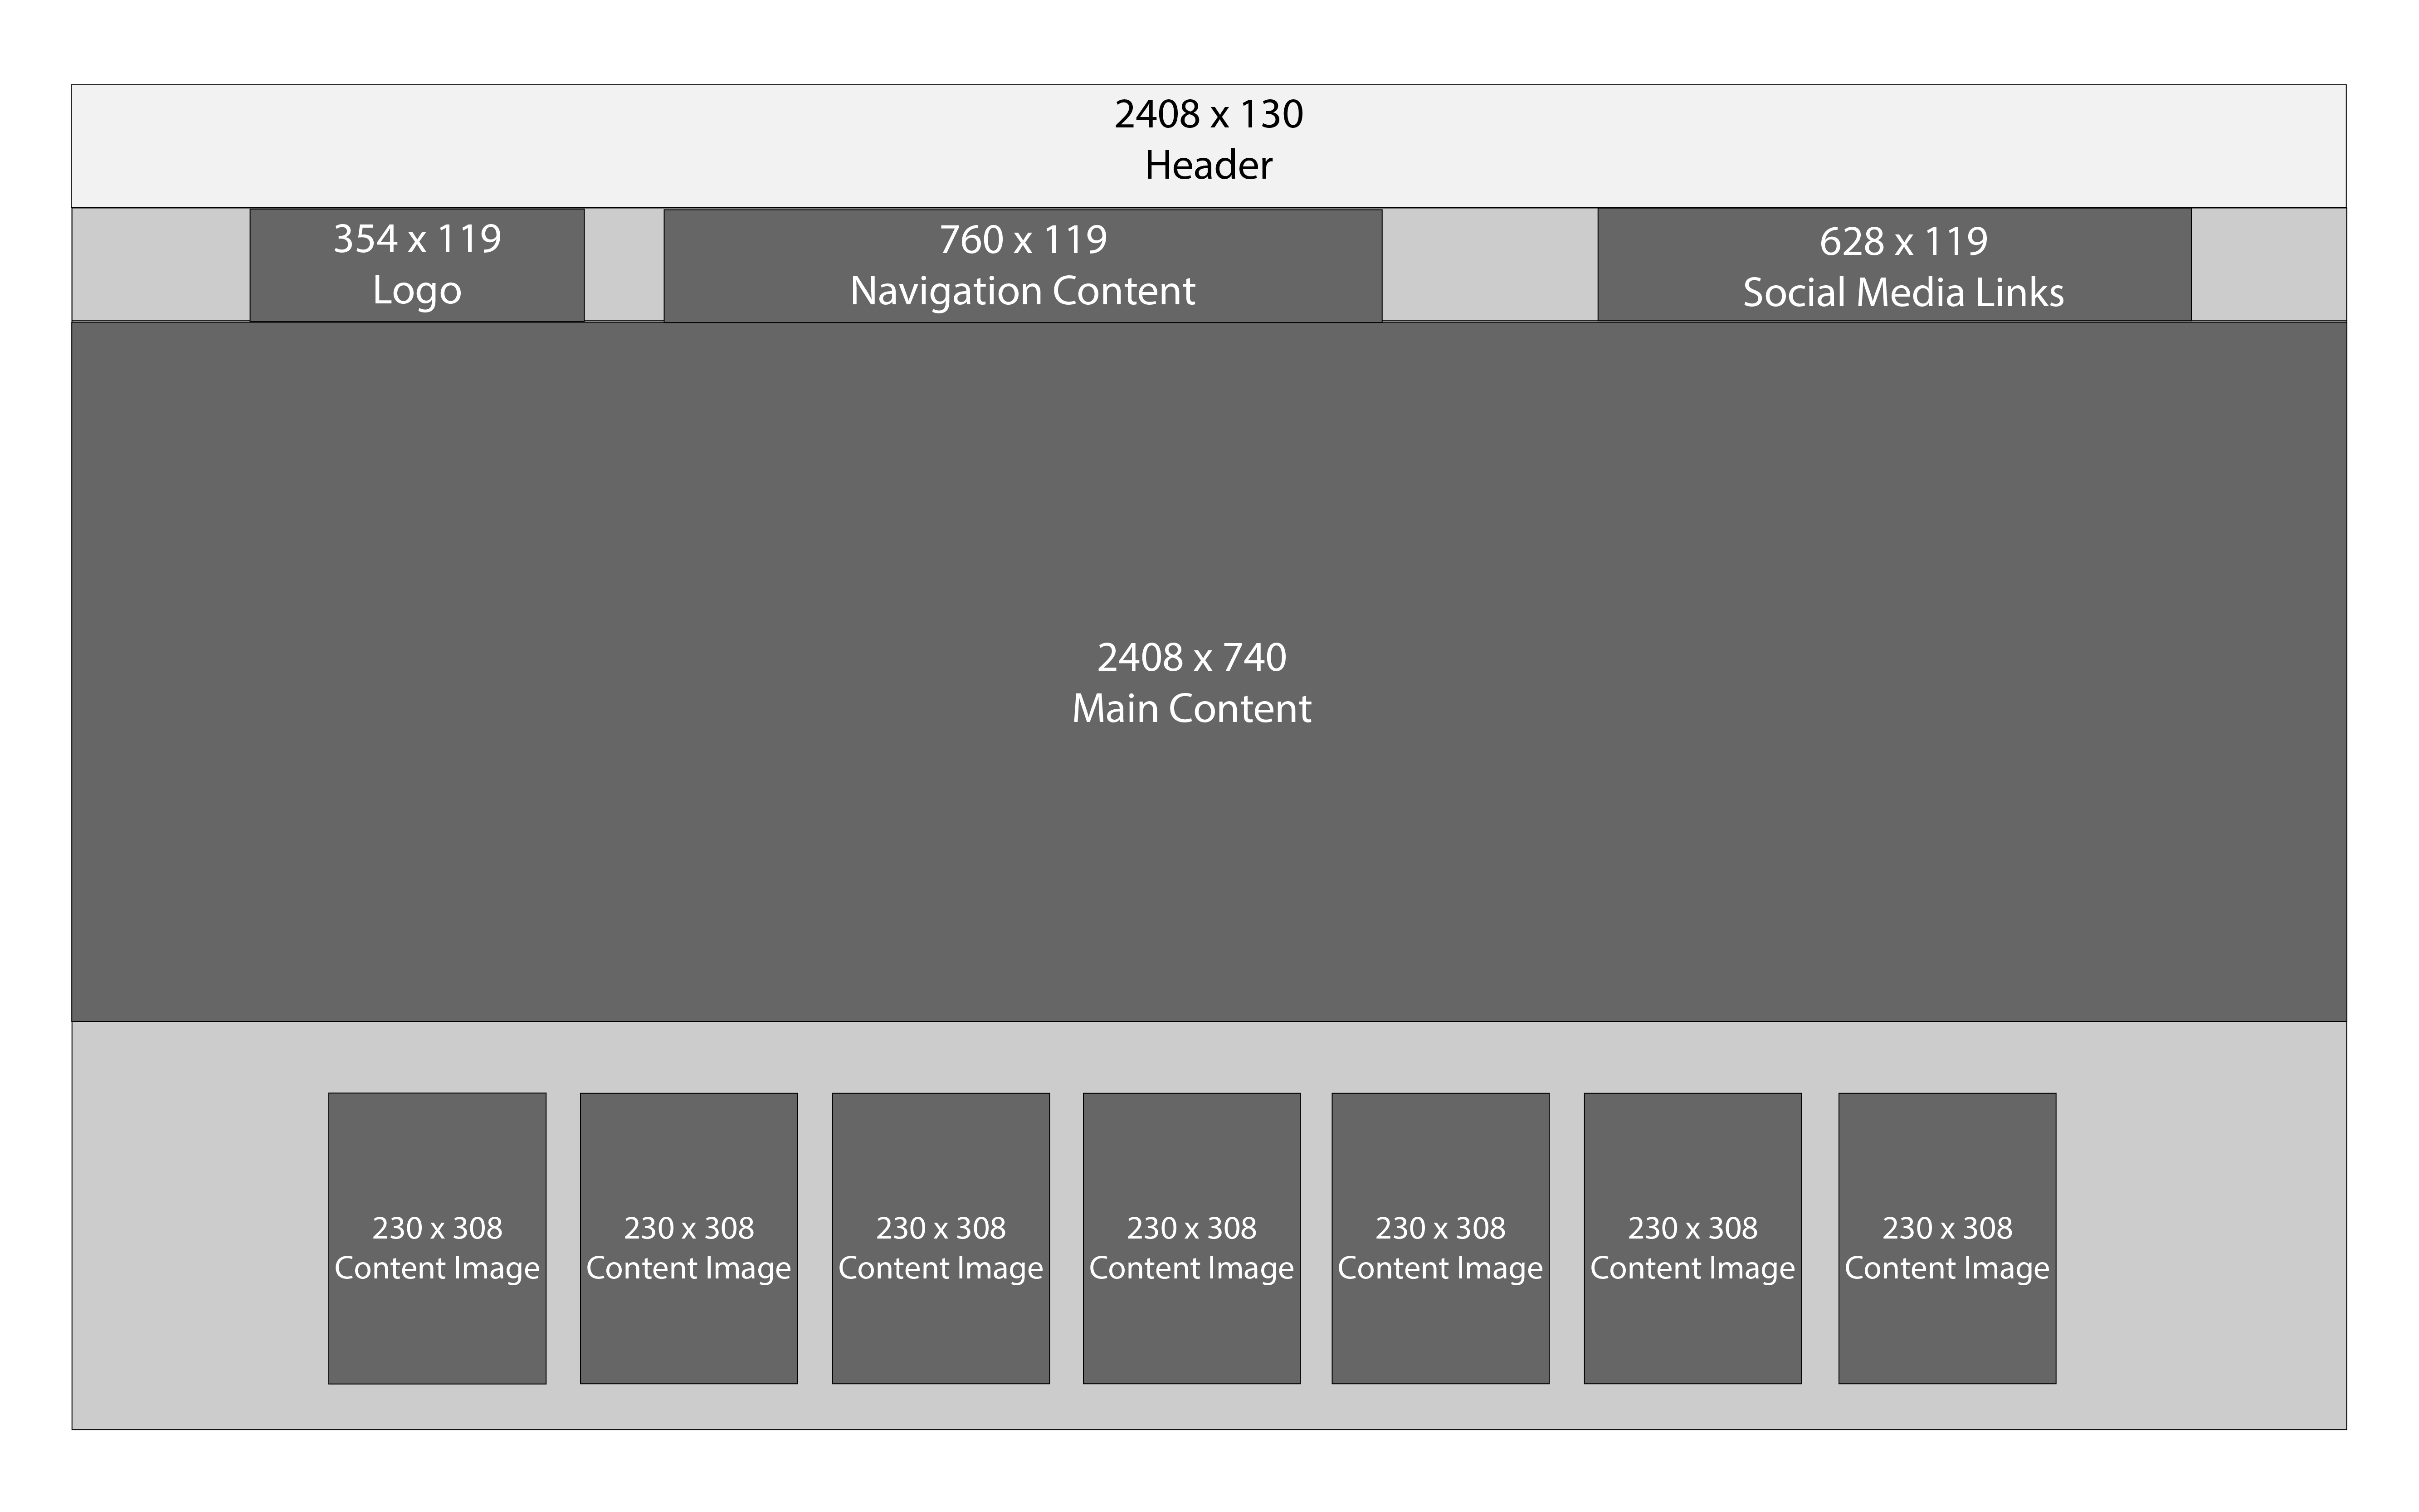 2408 x 130
Header
354 x 119
Logo
760 x 119
Navigation Content
628 x 119
Social Media Links
2408 x 740
Main Content
230 x 308
Content Image
230 x 308
Content Image
230 x 308
Content Image
230 x 308
Content Image
230 x 308
Content Image
230 x 308
Content Image
230 x 308
Content Image